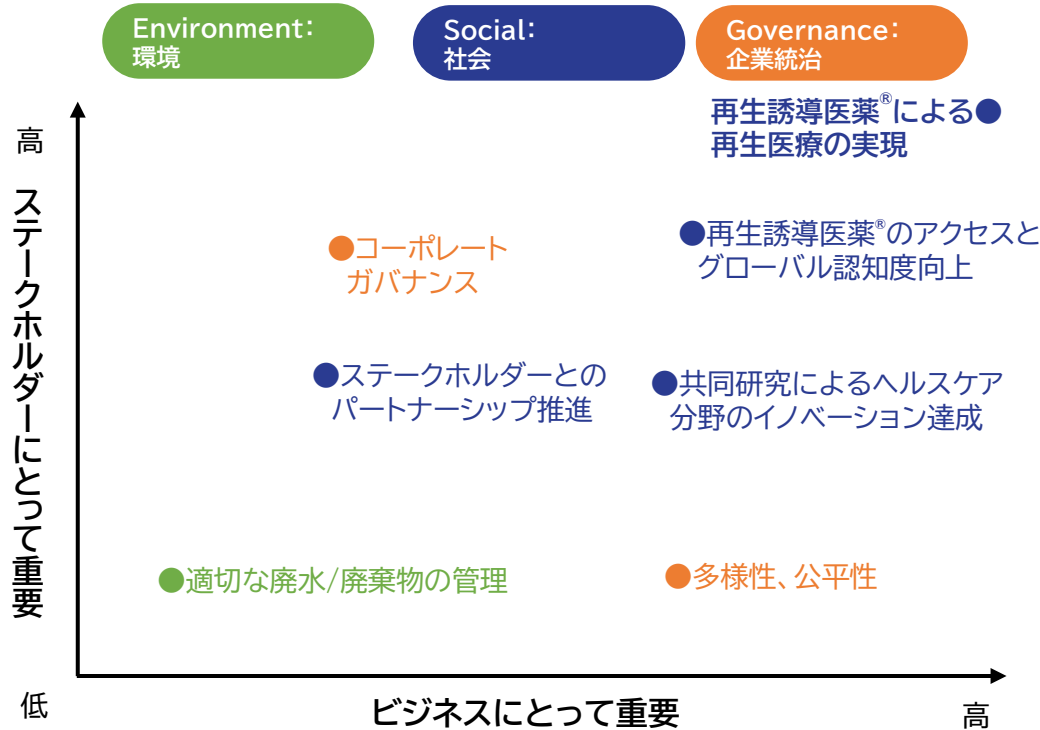 Environment:
環境
Social:
社会
Governance:
企業統治
高
ステークホルダーにとって重要
低
再生誘導医薬®による●
再生医療の実現
●コーポレート
ガバナンス
●再生誘導医薬®のアクセスと
グローバル認知度向上
●ステークホルダーとの
パートナーシップ推進
●共同研究によるヘルスケア
分野のイノベーション達成
●適切な廃水/廃棄物の管理
●多様性、公平性
ビジネスにとって重要
高